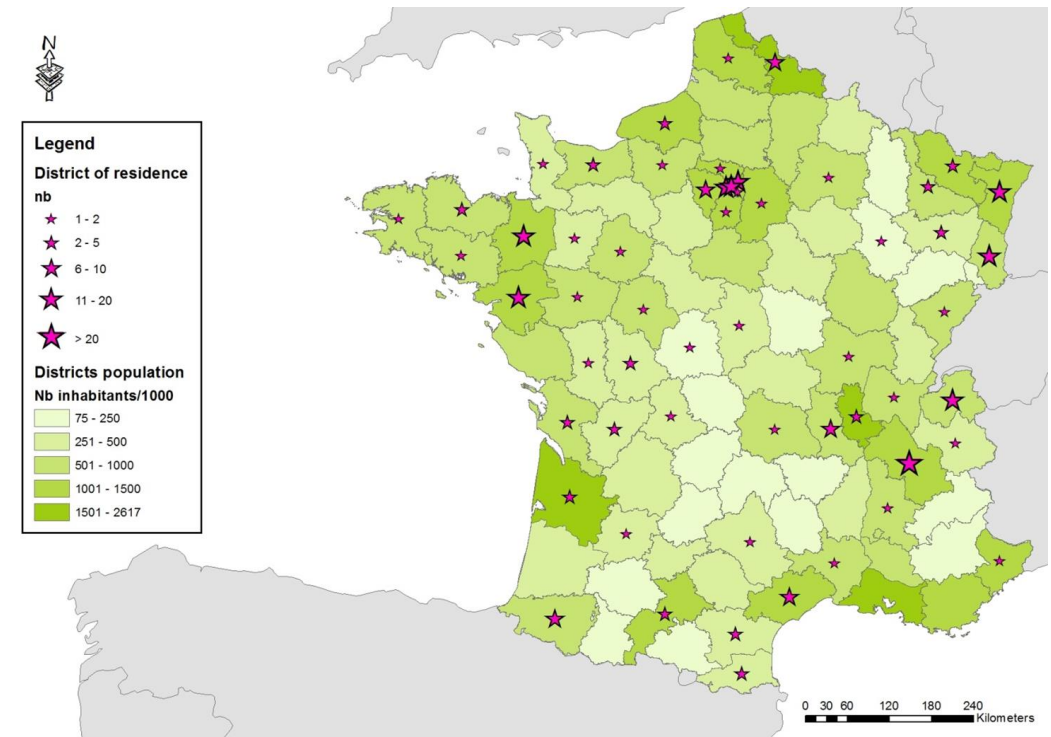 N
Legend
District of residence
nb
1 - 2
2 - 5
6 - 10
11 - 20
> 20
Districts population
Nb inhabitants/1000
75 - 250
251 - 500
501 - 1000
1001 - 1500
1501 - 2617
0 30 60 120 180 240
Kilometers